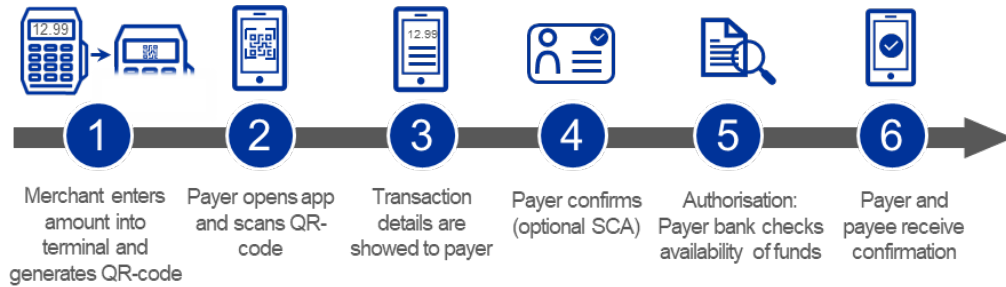 12.99
12.99
1
2
3
4
5
6
Merchant enters
amount into
terminal and
generates QR-code
Payer opens app
and scans QR-
code
Transaction
details are
showed to payer
Payer confirms
(optional SCA)
Authorisation:
Payer bank checks
availability of funds
Payer and
payee receive
confirmation